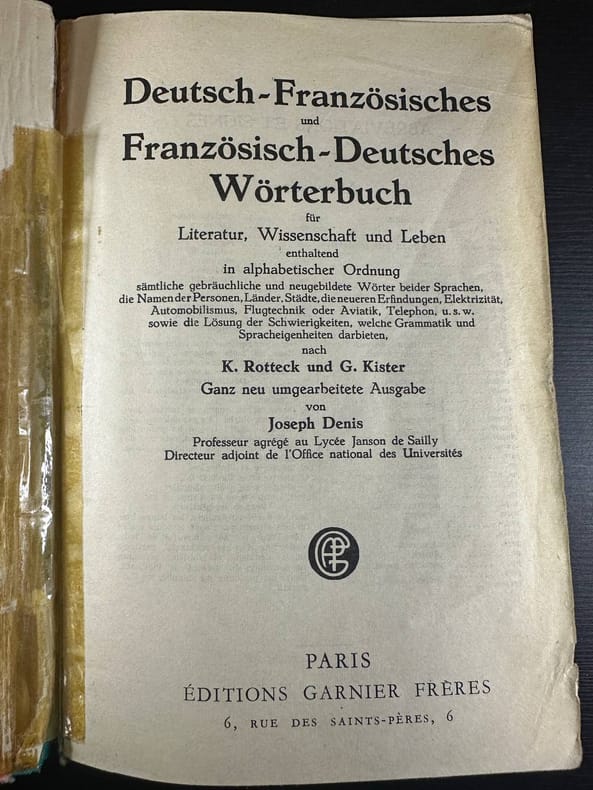 Deutsch-Französisches
und
Französisch-Deutsches
Wörterbuch
für
Literatur, Wissenschaft und Leben
enthaltend
in alphabetischer Ordnung
sämtliche gebräuchliche und neugebildete Wörter beider Sprachen,
die Namen der Personen, Länder, Städte, die neueren Erfindungen, Elektrizität,
Automobilismus, Flugtechnik oder Aviatik, Telephon, u. s. w.
sowie die Lösung der Schwierigkeiten, welche Grammatik und
Spracheigenheiten darbieten,
nach
K. Rotteck und G. Kister
Ganz neu umgearbeitete Ausgabe
von
Joseph Denis
Professeur agrégé au Lycée Janson de Sailly
Directeur adjoint de l'Office national des Universités
PARIS
ÉDITIONS GARNIER FRÈRES
6, RUE DES SAINTS-PÈRES, 6